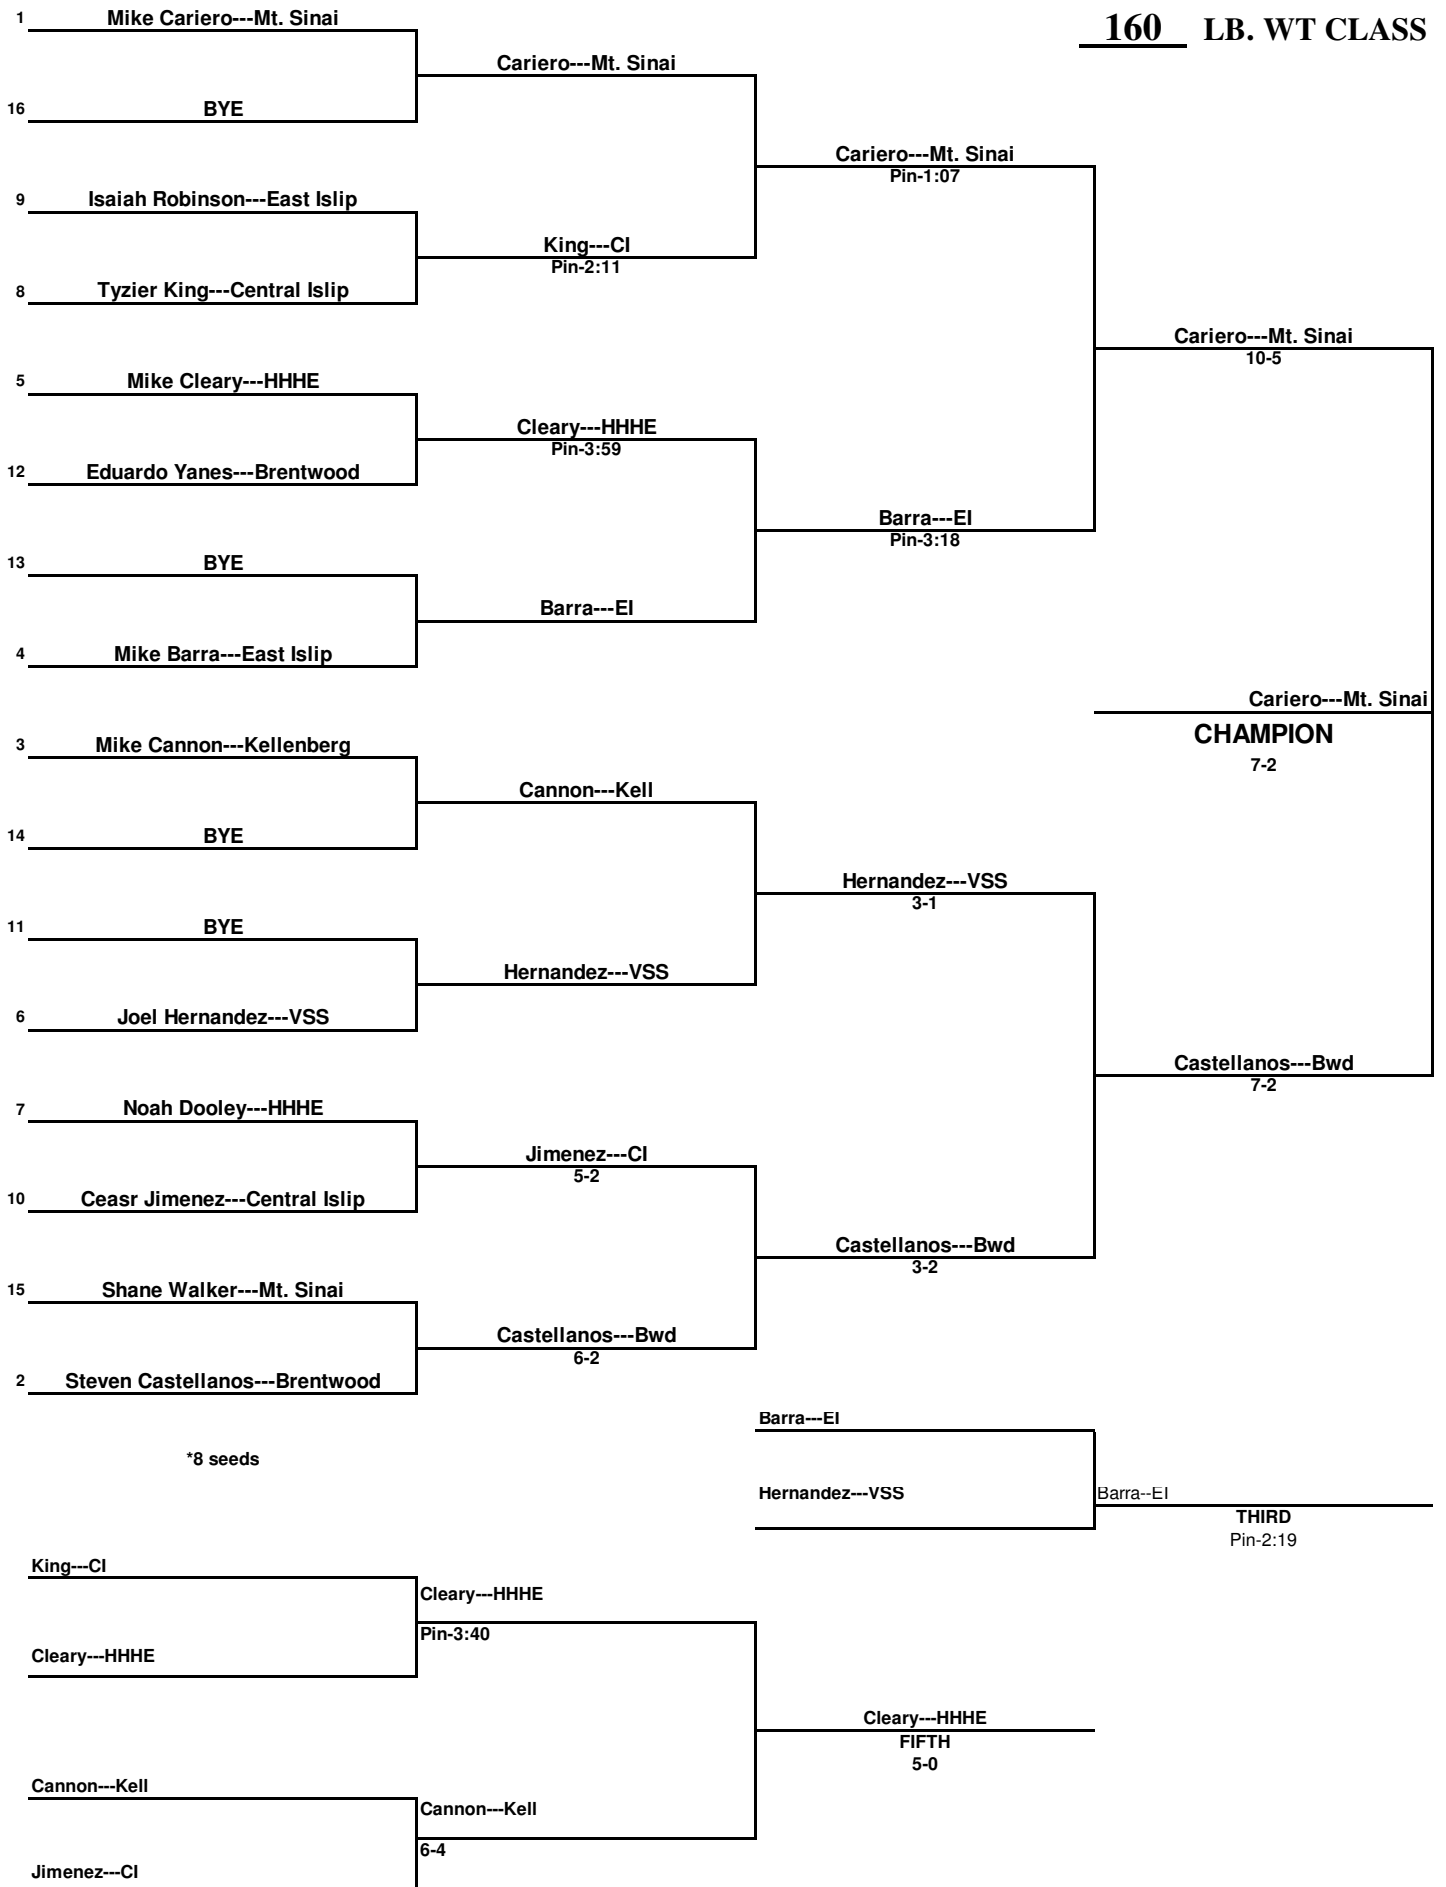 160 LB. WT CLASS
1 Mike Cariero---Mt. Sinai
Cariero---Mt. Sinai
16 BYE
Cariero---Mt. Sinai
Pin-1:07
9 Isaiah Robinson---East Islip
King---CI
Pin-2:11
8 Tyzier King---Central Islip
Cariero---Mt. Sinai
10-5
5 Mike Cleary---HHHE
Cleary---HHHE
Pin-3:59
12 Eduardo Yanes---Brentwood
Barra---EI
Pin-3:18
13 BYE
Barra---EI
4 Mike Barra---East Islip
Cariero---Mt. Sinai
CHAMPION
7-2
3 Mike Cannon---Kellenberg
Cannon---Kell
14 BYE
Hernandez---VSS
3-1
11 BYE
Hernandez---VSS
6 Joel Hernandez---VSS
Castellanos---Bwd
7-2
7 Noah Dooley---HHHE
Jimenez---CI
5-2
10 Ceasr Jimenez---Central Islip
Castellanos---Bwd
3-2
15 Shane Walker---Mt. Sinai
Castellanos---Bwd
6-2
2 Steven Castellanos---Brentwood
Barra---EI
*8 seeds
Hernandez---VSS
Barra--EI
THIRD
Pin-2:19
King---CI
Cleary---HHHE
Pin-3:40
Cleary---HHHE
Cleary---HHHE
FIFTH
5-0
Cannon---Kell
Cannon---Kell
6-4
Jimenez---CI